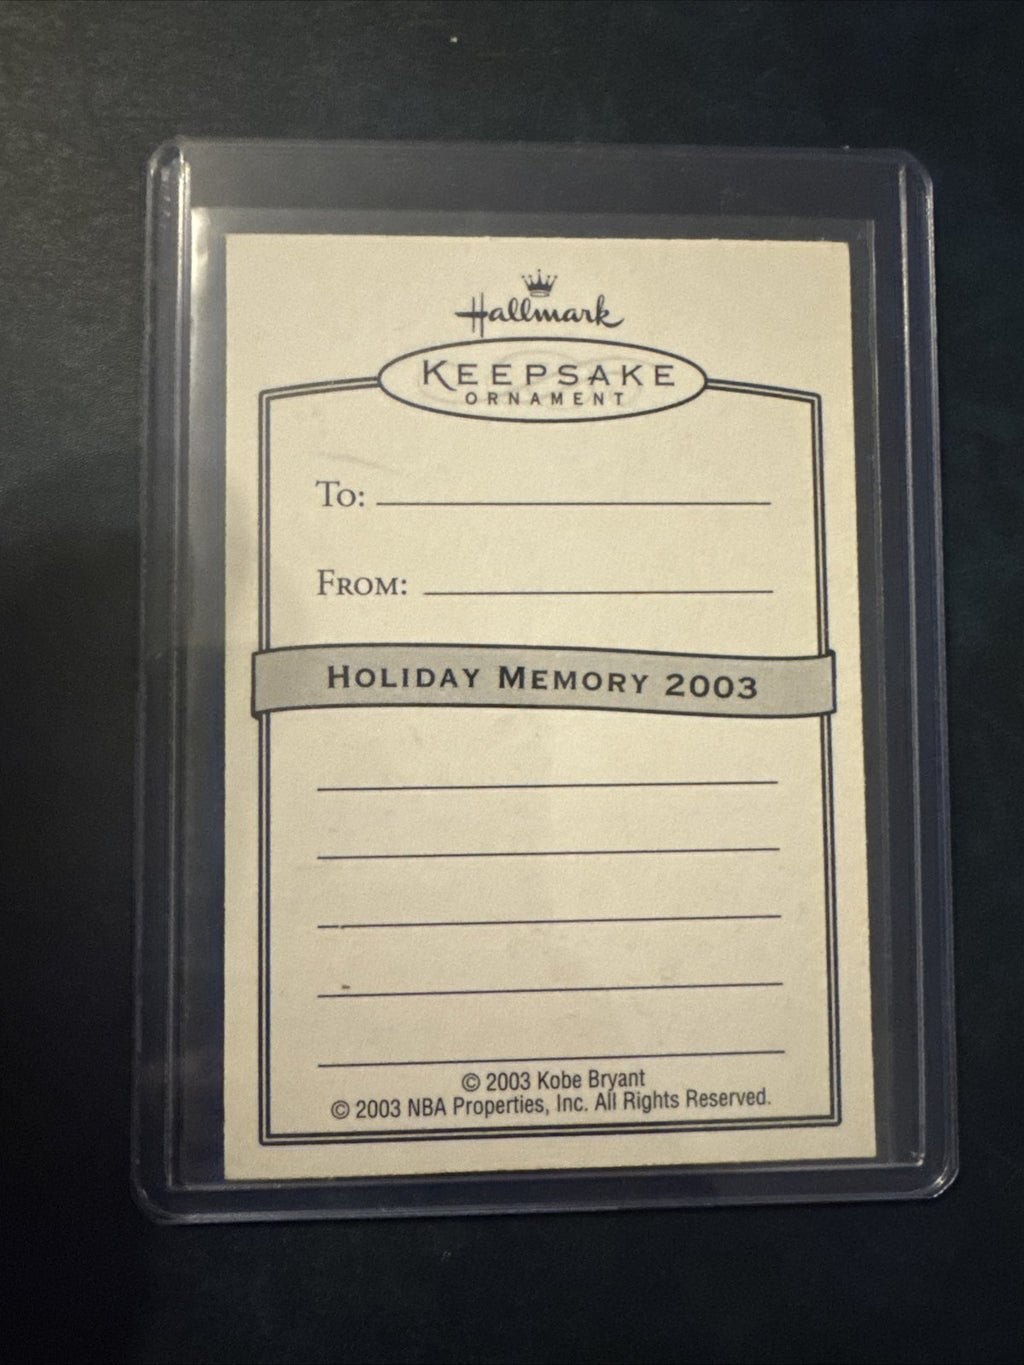 Hallmark
KEEPSAKE
ORNAMENT
TO:
FROM:
HOLIDAY MEMORY 2003
© 2003 Kobe Bryant
© 2003 NBA Properties, Inc. All Rights Reserved.